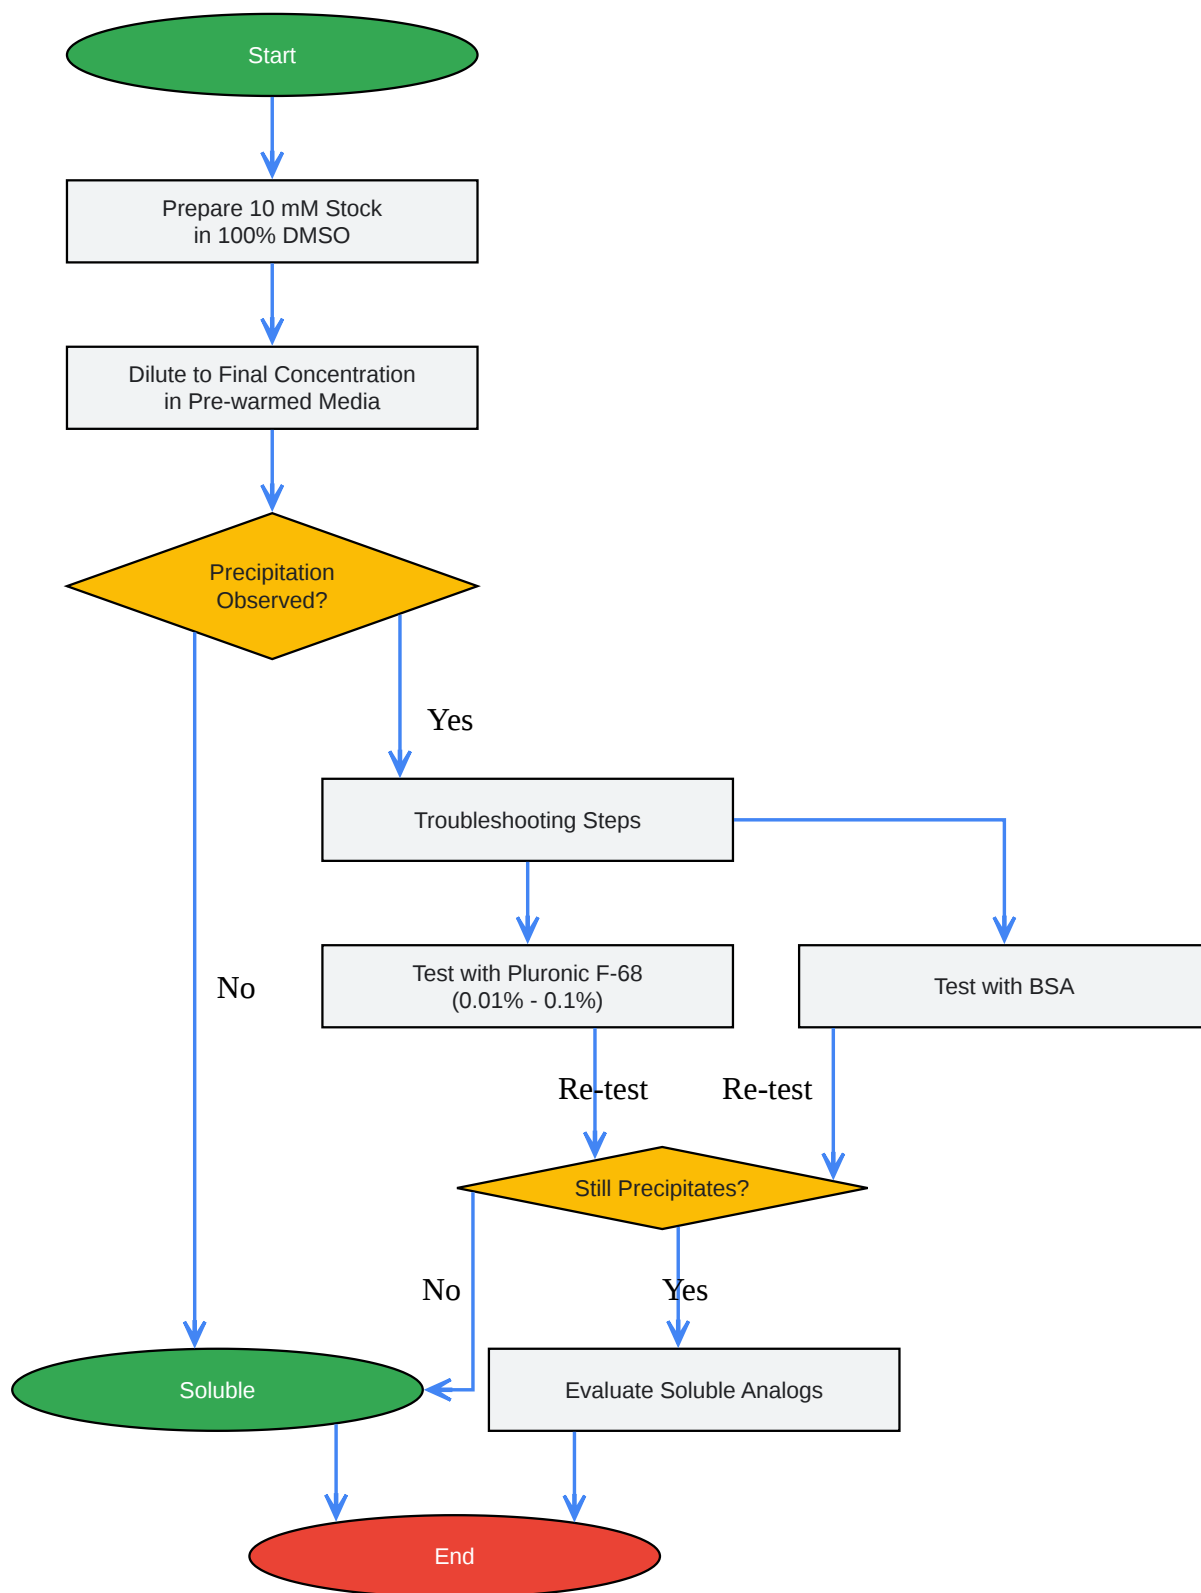 Start
Prepare 10 mM Stock
in 100% DMSO
Dilute to Final Concentration
in Pre-warmed Media
Precipitation
Observed?
Yes
Troubleshooting Steps
No
Test with Pluronic F-68
(0.01% - 0.1%)
Test with BSA
Re-test
Re-test
Still Precipitates?
No
Yes
Soluble
Evaluate Soluble Analogs
End